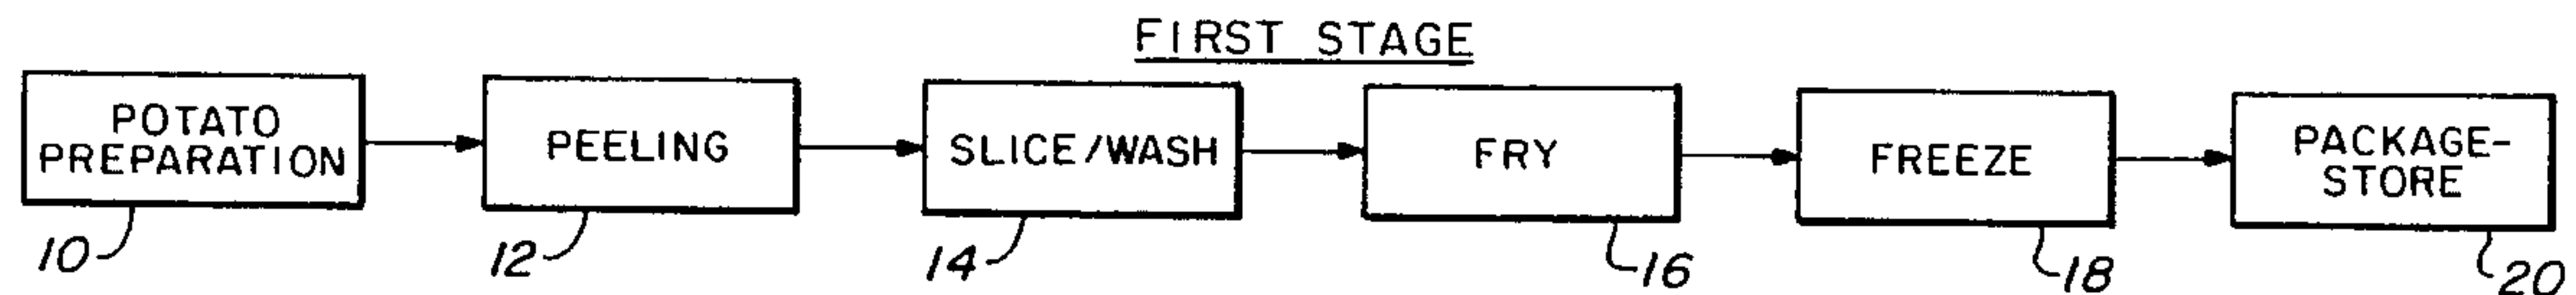 FIRST STAGE
POTATO
PREPARATION
PEELING
SLICE/WASH
FRY
FREEZE
PACKAGE-
STORE
10
12
14
16
18
20